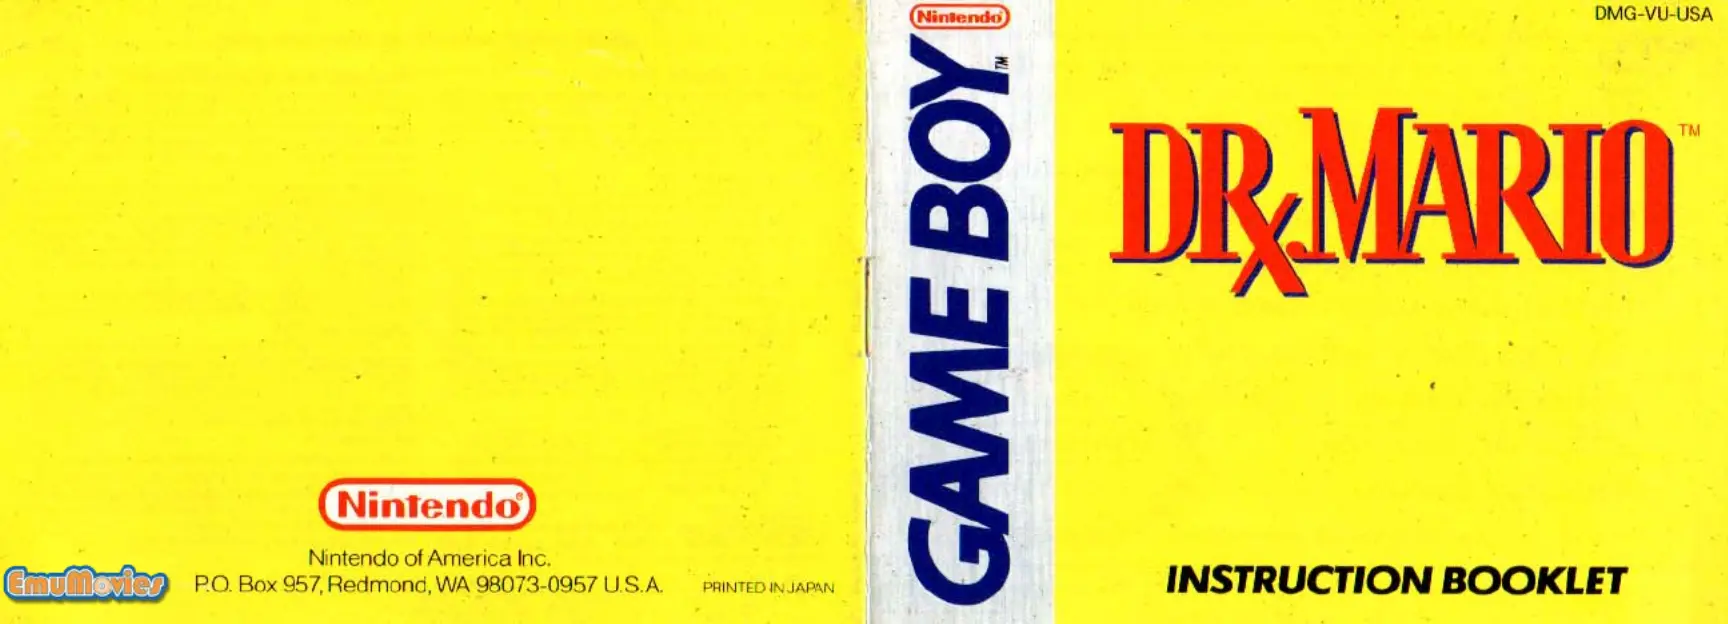 Nintendo®
Nintendo of America Inc.
P.O. Box 957, Redmond, WA 98073-0957 U.S.A.
PRINTED IN JAPAN
EmuMovies
Nintendo®
GAME BOY™
DMG-VU-USA
DR. MARIO™
INSTRUCTION BOOKLET